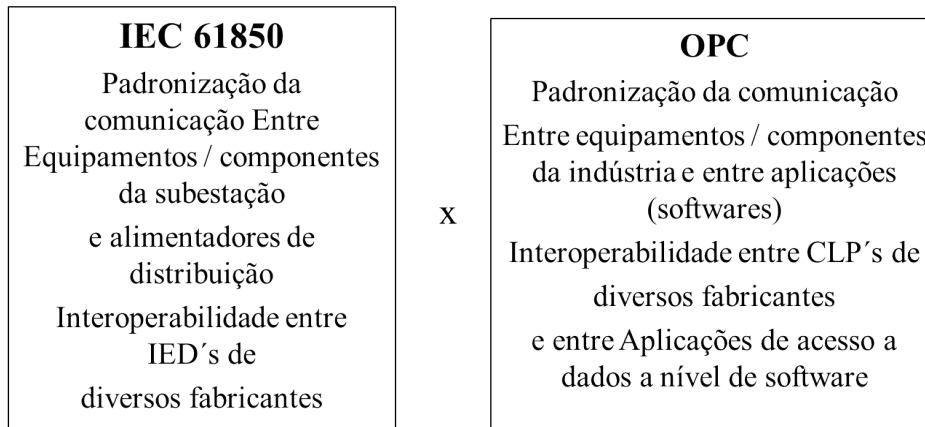 IEC 61850
Padronização da
comunicação Entre
Equipamentos / componentes
da subestação
e alimentadores de
distribuição
Interoperabilidade entre
IED´s de
diversos fabricantes
x
OPC
Padronização da comunicação
Entre equipamentos / componentes
da indústria e entre aplicações
(softwares)
Interoperabilidade entre CLP´s de
diversos fabricantes
e entre Aplicações de acesso a
dados a nível de software